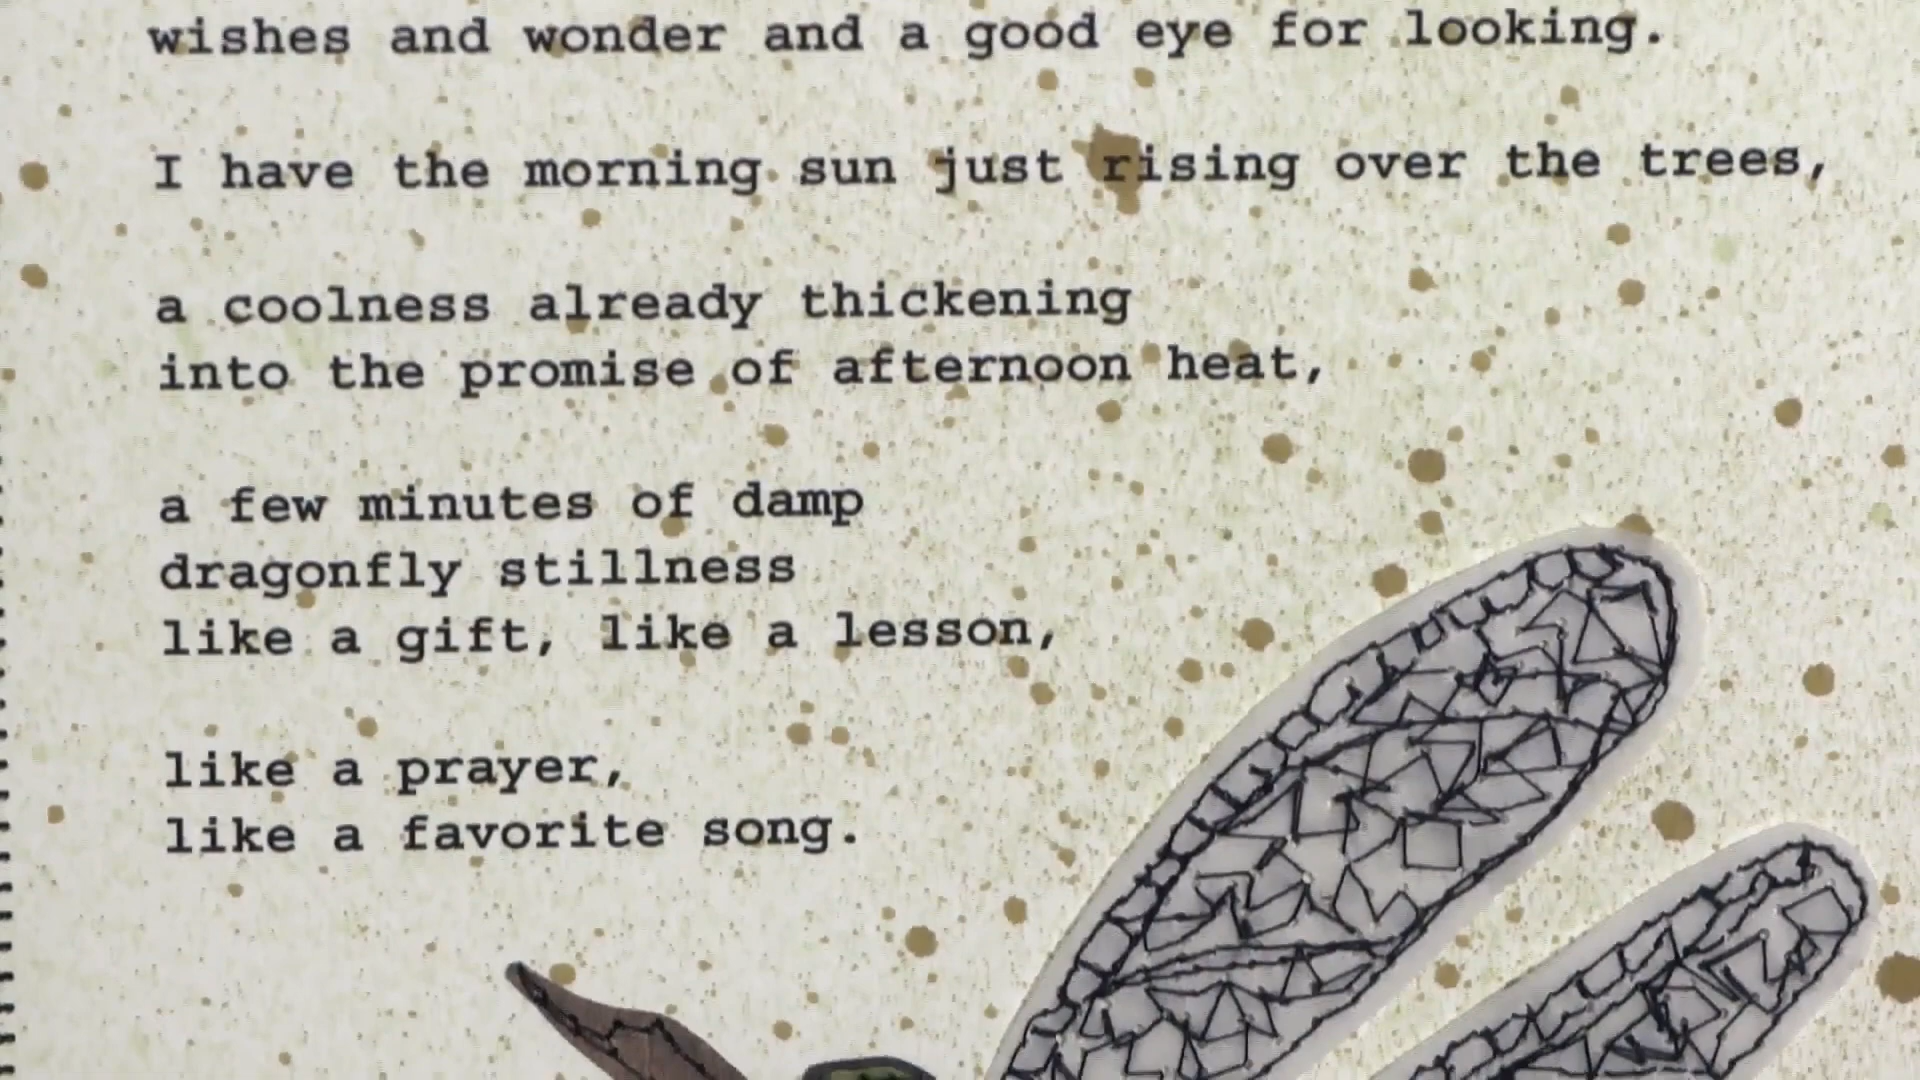 wishes and wonder and a good eye for looking.
I have the morning sun just rising over the trees,
a coolness already thickening
into the promise of afternoon heat,
a few minutes of damp
dragonfly stillness
like a gift, like a lesson,
like a prayer,
like a favorite song.